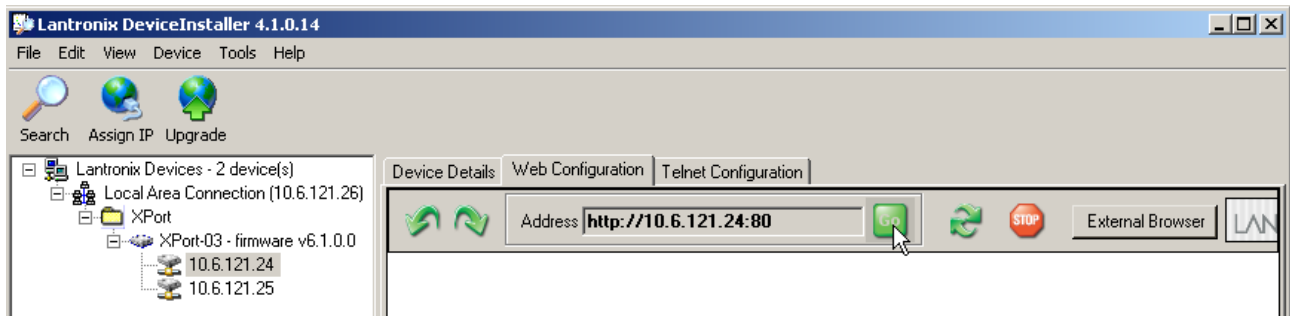 Lantronix DeviceInstaller 4.1.0.14
File Edit View Device Tools Help
Search Assign IP Upgrade
Lantronix Devices - 2 device(s)
Local Area Connection (10.6.121.26)
XPort
XPort-03 - firmware v6.1.0.0
10.6.121.24
10.6.121.25
Device Details Web Configuration Telnet Configuration
Address http://10.6.121.24:80 Go STOP External Browser LAN